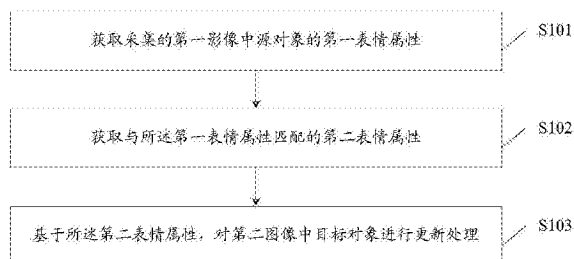 获取采集的第一影像中源对象的第一表情属性
S101
获取与所述第一表情属性匹配的第二表情属性
S102
基于所述第二表情属性，对第二图像中目标对象进行更新处理
S103